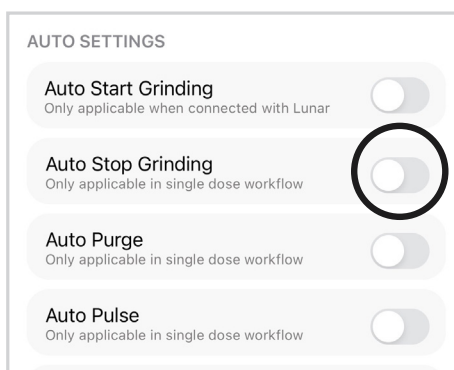 AUTO SETTINGS
Auto Start Grinding
Only applicable when connected with Lunar
Auto Stop Grinding
Only applicable in single dose workflow
Auto Purge
Only applicable in single dose workflow
Auto Pulse
Only applicable in single dose workflow